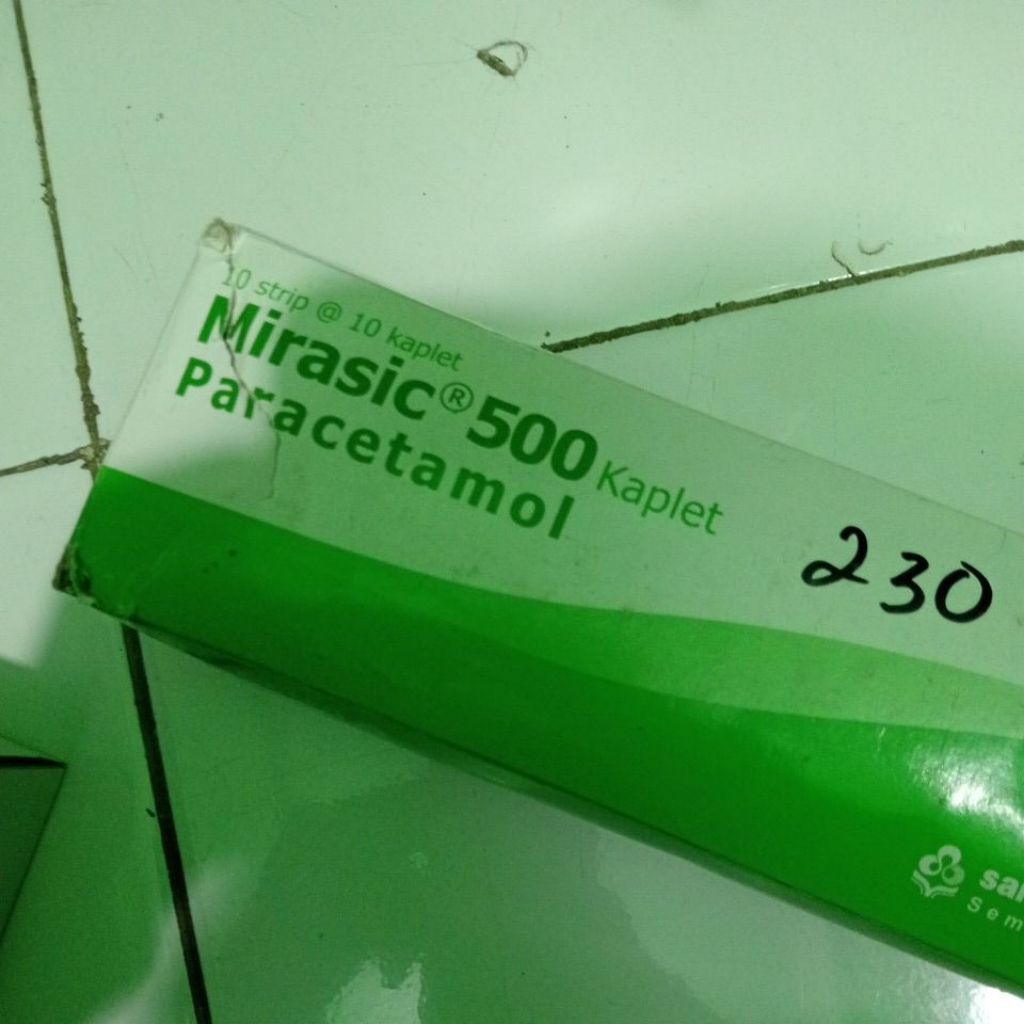 10 strip @ 10 kaplet
Mirasic® 500 Kaplet
Paracetamol
230